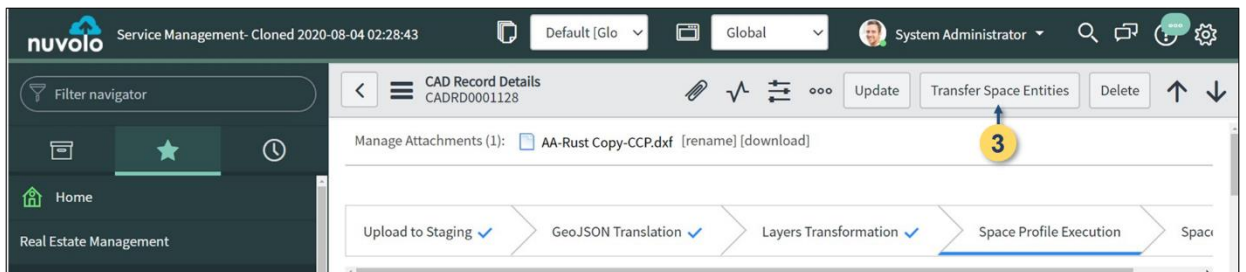 nuvolo Service Management- Cloned 2020-08-04 02:28:43 Default [Glo Global System Administrator
Filter navigator
CAD Record Details
CADRD0001128
Update Transfer Space Entities Delete
Manage Attachments (1): AA-Rust Copy-CCP.dxf [rename] [download]
3
Home
Real Estate Management
Upload to Staging GeoJSON Translation Layers Transformation Space Profile Execution Space